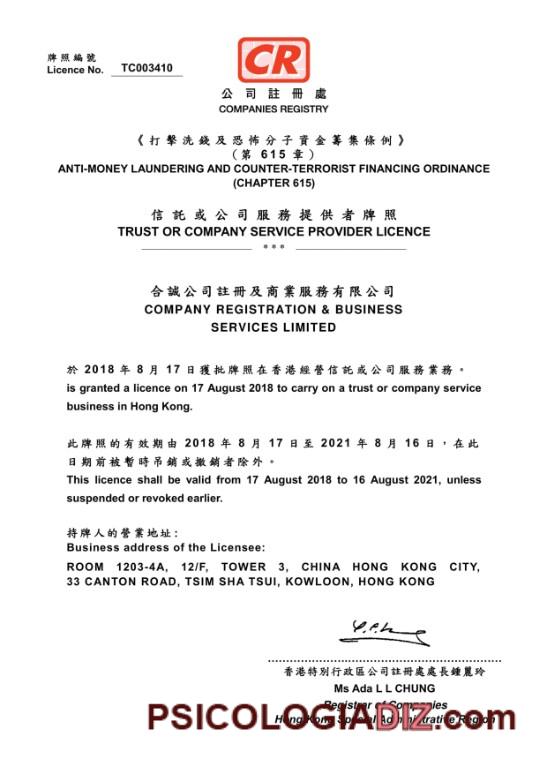 牌照編號
Licence No. TC003410
CR
公司註冊處
COMPANIES REGISTRY
《打擊洗錢及恐怖分子資金籌集條例》
（第 615 章）
ANTI-MONEY LAUNDERING AND COUNTER-TERRORIST FINANCING ORDINANCE
(CHAPTER 615)
信託或公司服務提供者牌照
TRUST OR COMPANY SERVICE PROVIDER LICENCE
***
合誠公司註冊及商業服務有限公司
COMPANY REGISTRATION & BUSINESS
SERVICES LIMITED
於 2018 年 8 月 17 日獲批牌照在香港經營信託或公司服務業務。
is granted a licence on 17 August 2018 to carry on a trust or company service
business in Hong Kong.
此牌照的有效期由 2018 年 8 月 17 日至 2021 年 8 月 16 日，在此
日期前被暫時吊銷或撤銷者除外。
This licence shall be valid from 17 August 2018 to 16 August 2021, unless
suspended or revoked earlier.
持牌人的營業地址:
Business address of the Licensee:
ROOM 1203-4A, 12/F, TOWER 3, CHINA HONG KONG CITY,
33 CANTON ROAD, TSIM SHA TSUI, KOWLOON, HONG KONG
香港特別行政區公司註冊處處長鍾麗玲
Ms Ada L L CHUNG
Registrar of Companies
Hong Kong Special Administrative Region
PSICOLOGIADIZ.com